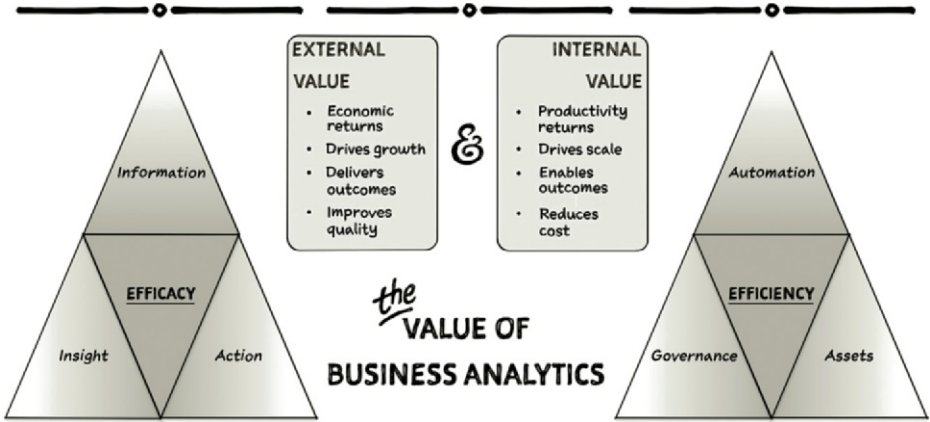 Information
EFFICACY
Insight
Action
EXTERNAL
VALUE
• Economic
returns
• Drives growth
• Delivers
outcomes
• Improves
quality
&
INTERNAL
VALUE
• Productivity
returns
• Drives scale
• Enables
outcomes
• Reduces
cost
the
VALUE OF
BUSINESS ANALYTICS
Automation
EFFICIENCY
Governance
Assets